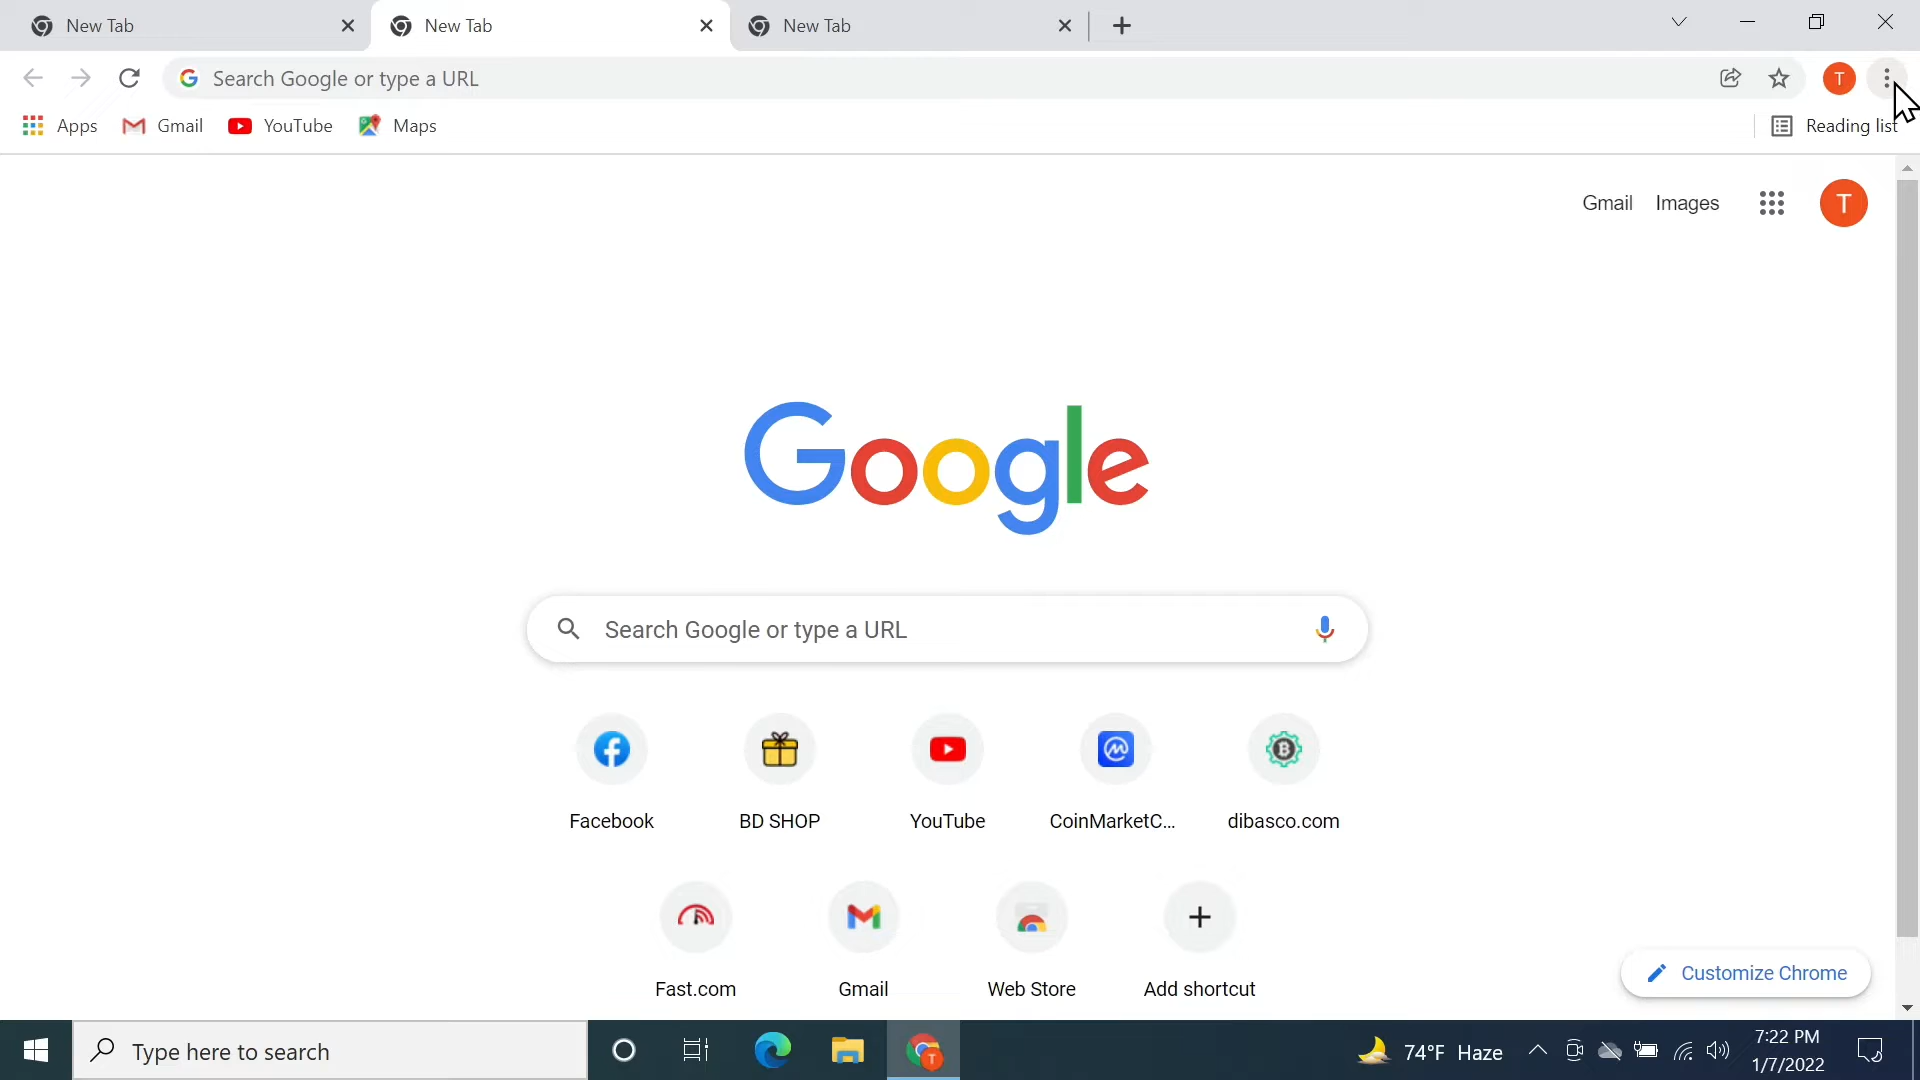 New Tab
New Tab
New Tab
Search Google or type a URL
T
Apps
Gmail
YouTube
Maps
Reading list
Gmail
Images
T
Google
Search Google or type a URL
Facebook
BD SHOP
YouTube
CoinMarketC...
dibasco.com
Fast.com
Gmail
Web Store
Add shortcut
Customize Chrome
Type here to search
T
74°F Haze
7:22 PM
1/7/2022